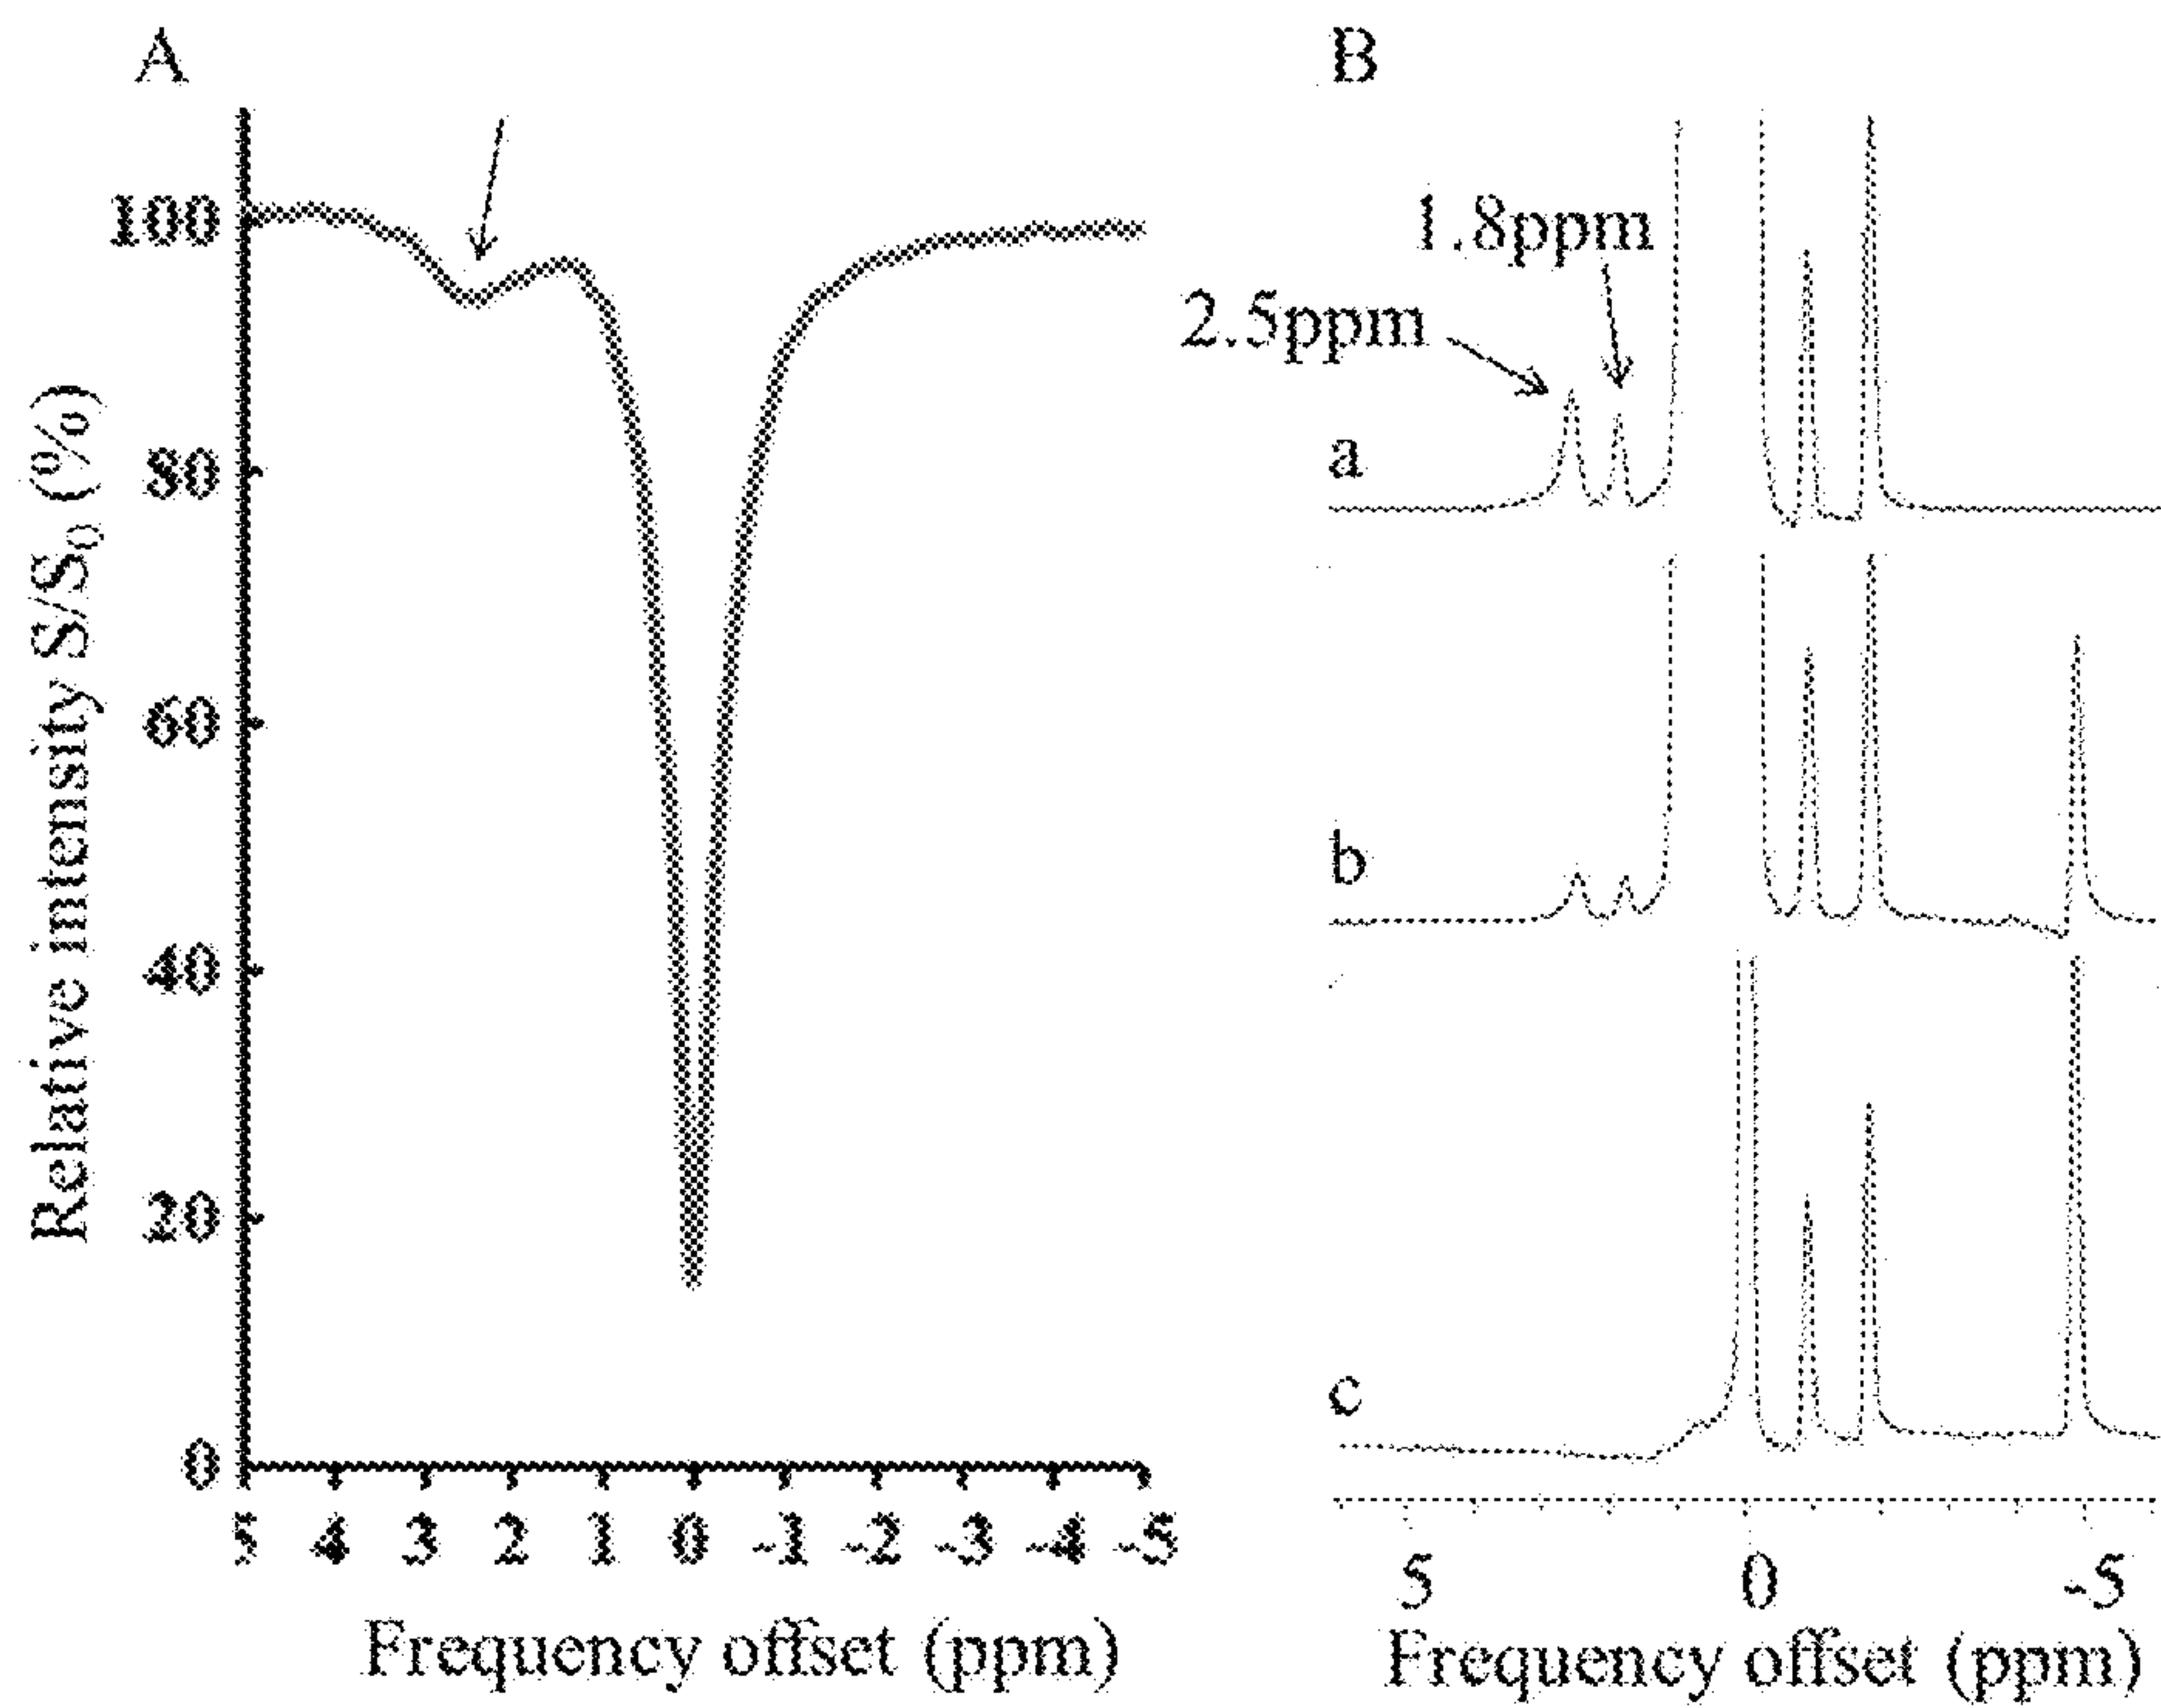 A
Relative intensity S/S0 (%)
100
80
60
40
20
0
5 4 3 2 1 0 -1 -2 -3 -4 -5
Frequency offset (ppm)
B
1.8ppm
2.5ppm
a
b
c
5 0 -5
Frequency offset (ppm)